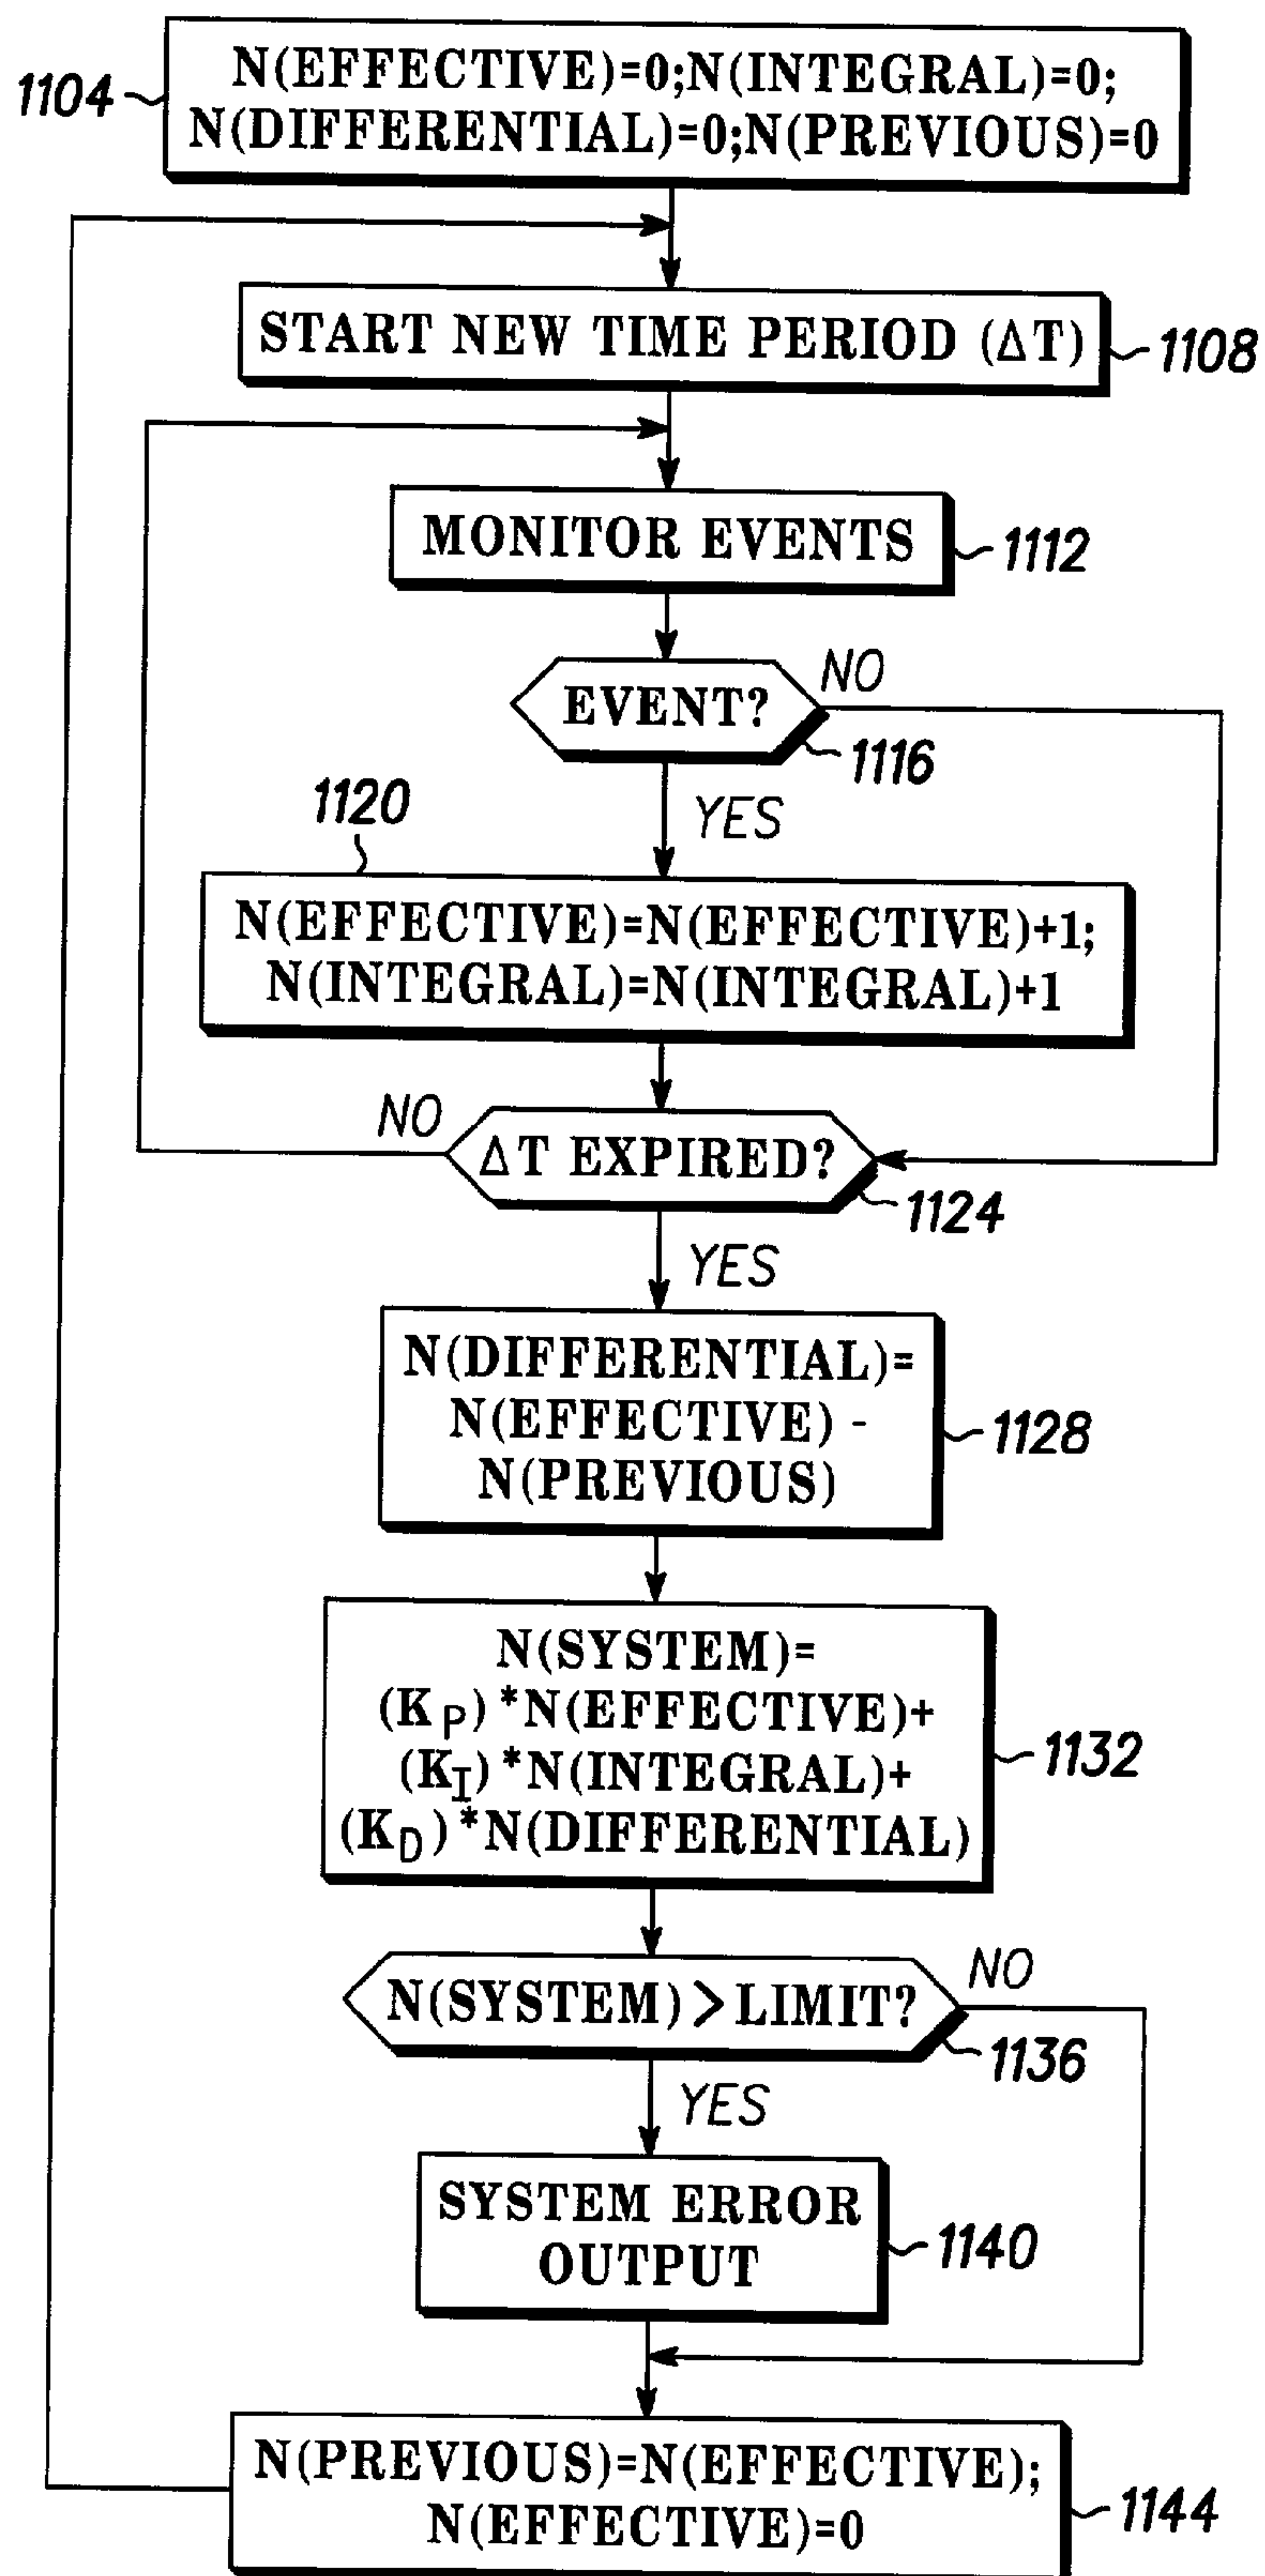 N(EFFECTIVE)=0;N(INTEGRAL)=0;
1104
N(DIFFERENTIAL)=0;N(PREVIOUS)=0
START NEW TIME PERIOD (ΔT)
1108
MONITOR EVENTS
1112
NO
EVENT?
1116
YES
1120
N(EFFECTIVE)=N(EFFECTIVE)+1;
N(INTEGRAL)=N(INTEGRAL)+1
NO
ΔT EXPIRED?
1124
YES
N(DIFFERENTIAL)=
N(EFFECTIVE) -
N(PREVIOUS)
1128
N(SYSTEM)=
(KP)*N(EFFECTIVE)+
(KI)*N(INTEGRAL)+
(KD)*N(DIFFERENTIAL)
1132
NO
N(SYSTEM)>LIMIT?
1136
YES
SYSTEM ERROR
OUTPUT
1140
N(PREVIOUS)=N(EFFECTIVE);
N(EFFECTIVE)=0
1144